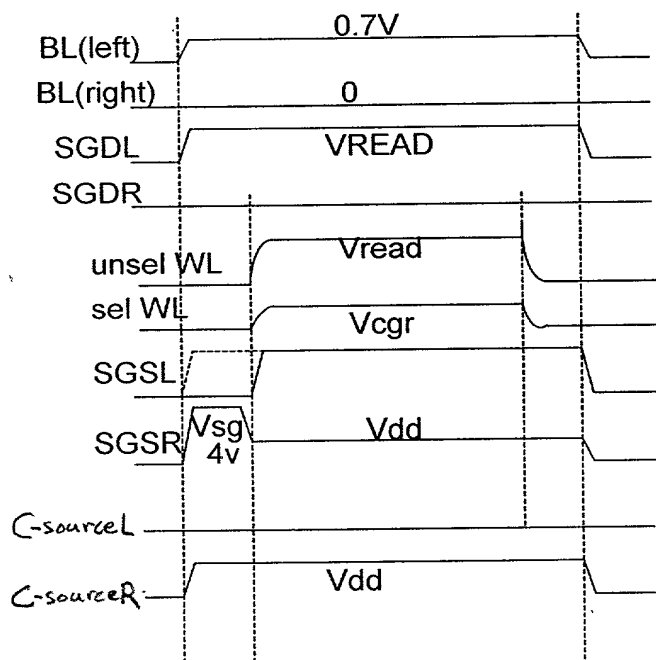 0.7V
BL(left)
BL(right) 0
SGDL VREAD
SGDR
unsel WL Vread
sel WL Vcgr
SGSL
SGSR Vsg Vdd
4v
C-sourceL
C-sourceR Vdd